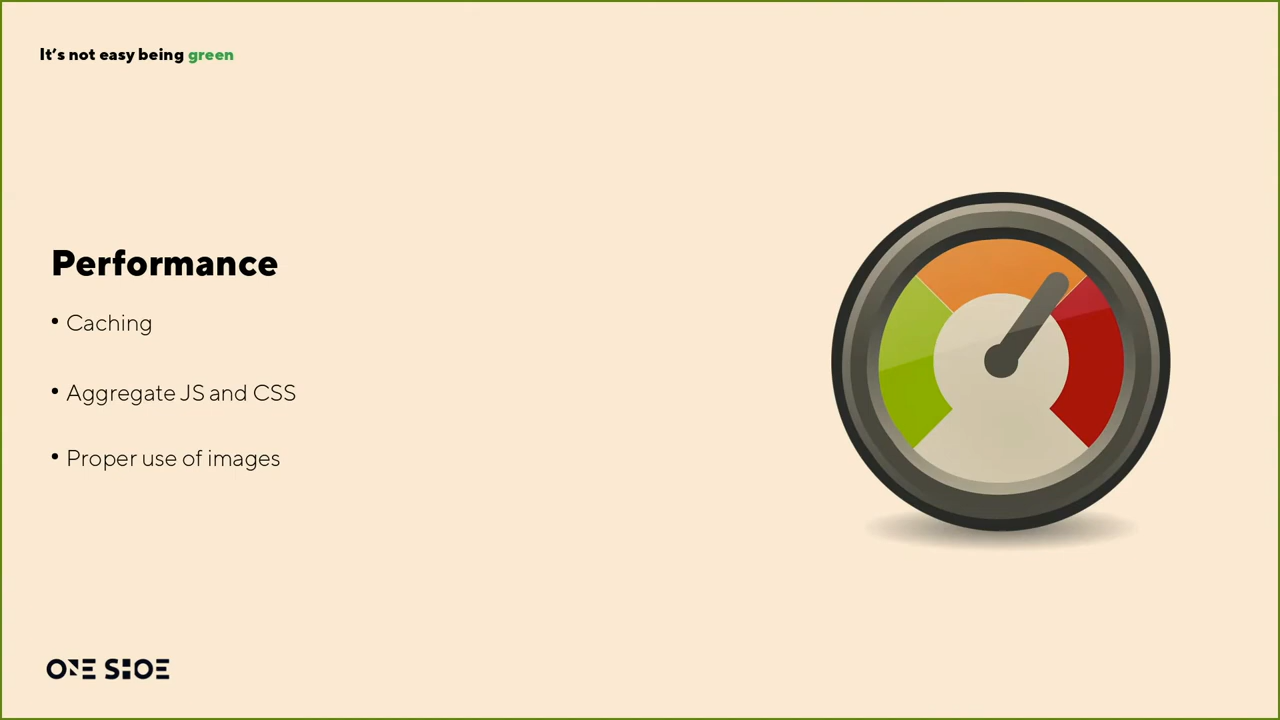 It's not easy being green
Performance
• Caching
• Aggregate JS and CSS
• Proper use of images
ONE SHOE